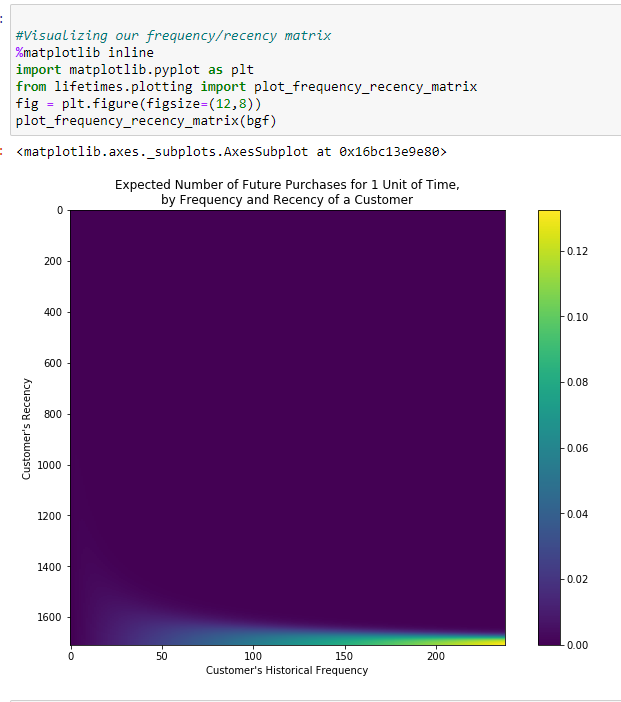 :
#Visualizing our frequency/recency matrix
%matplotlib inline
import matplotlib.pyplot as plt
from lifetimes.plotting import plot_frequency_recency_matrix
fig = plt.figure(figsize=(12,8))
plot_frequency_recency_matrix(bgf)
: <matplotlib.axes._subplots.AxesSubplot at 0x16bc13e9e80>
Expected Number of Future Purchases for 1 Unit of Time,
by Frequency and Recency of a Customer
Customer's Recency
0
200
400
600
800
1000
1200
1400
1600
0 50 100 150 200
Customer's Historical Frequency
0.12
0.10
0.08
0.06
0.04
0.02
0.00